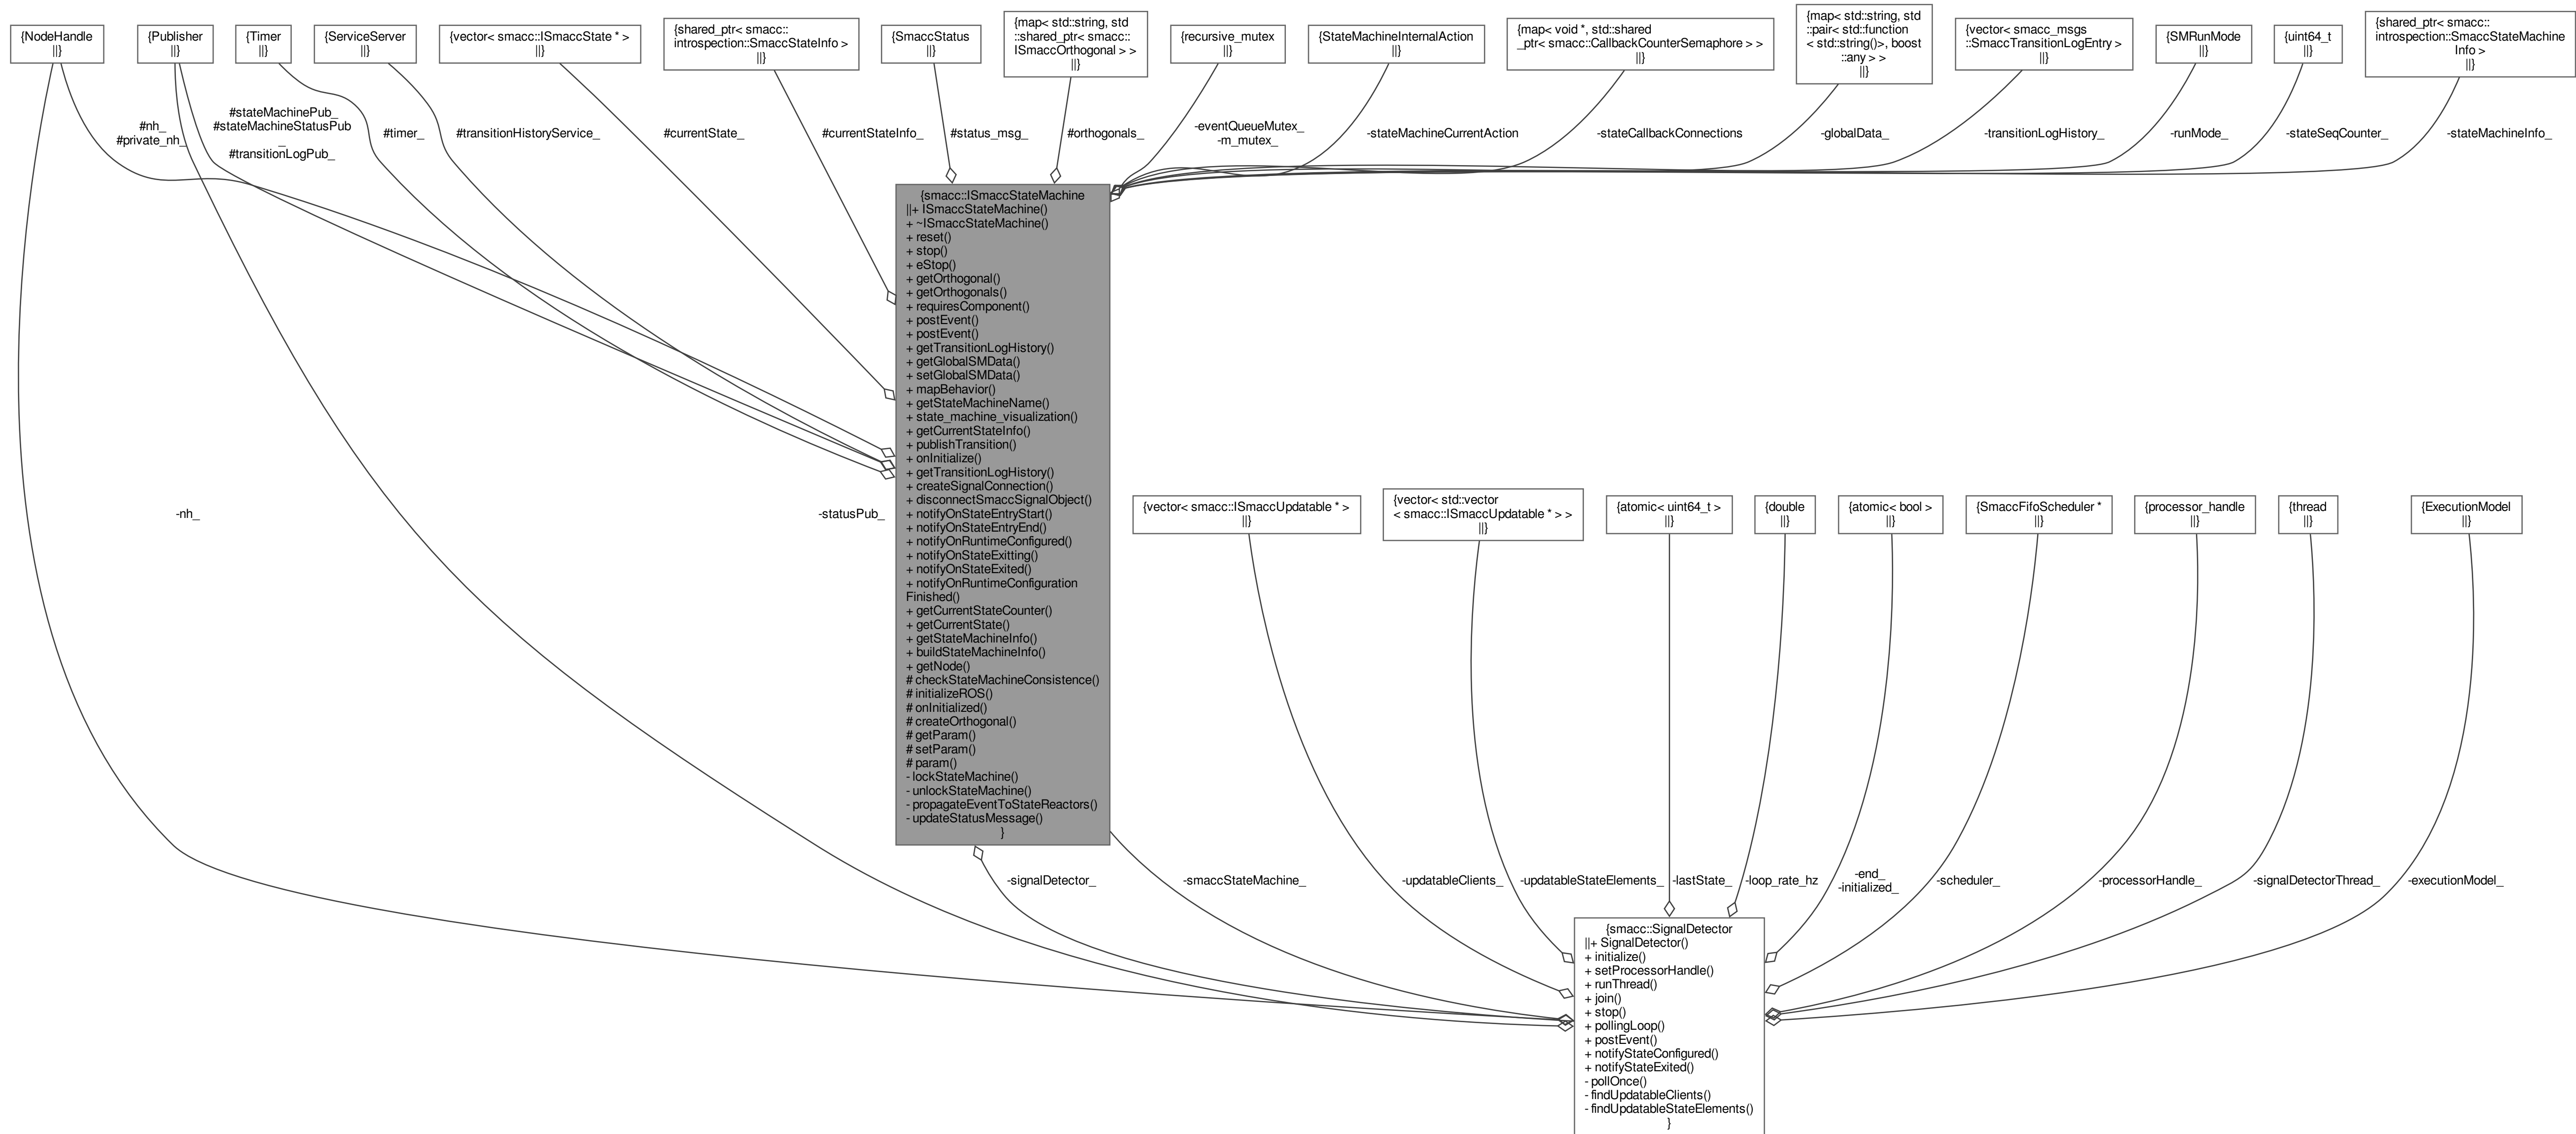 {NodeHandle
||}
{Publisher
||}
{Timer
||}
{ServiceServer
||}
{vector< smacc::ISmaccState * >
||}
{shared_ptr< smacc::
introspection::SmaccStateInfo >
||}
{SmaccStatus
||}
{map< std::string, std
::shared_ptr< smacc::
ISmaccOrthogonal > >
||}
{recursive_mutex
||}
{StateMachineInternalAction
||}
{map< void *, std::shared
_ptr< smacc::CallbackCounterSemaphore > >
||}
{map< std::string, std
::pair< std::function
< std::string()>, boost
::any > >
||}
{vector< smacc_msgs
::SmaccTransitionLogEntry >
||}
{SMRunMode
||}
{uint64_t
||}
{shared_ptr< smacc::
introspection::SmaccStateMachine
Info >
||}
#nh_
#private_nh_
#stateMachinePub_
#stateMachineStatusPub
_
#transitionLogPub_
#timer_
#transitionHistoryService_
#currentState_
#currentStateInfo_
#status_msg_
#orthogonals_
-eventQueueMutex_
-m_mutex_
-stateMachineCurrentAction
-stateCallbackConnections
-globalData_
-transitionLogHistory_
-runMode_
-stateSeqCounter_
-stateMachineInfo_
{smacc::ISmaccStateMachine
||+ ISmaccStateMachine()
+ ~ISmaccStateMachine()
+ reset()
+ stop()
+ eStop()
+ getOrthogonal()
+ getOrthogonals()
+ requiresComponent()
+ postEvent()
+ postEvent()
+ getTransitionLogHistory()
+ getGlobalSMData()
+ setGlobalSMData()
+ mapBehavior()
+ getStateMachineName()
+ state_machine_visualization()
+ getCurrentStateInfo()
+ publishTransition()
+ onInitialize()
+ getTransitionLogHistory()
+ createSignalConnection()
+ disconnectSmaccSignalObject()
+ notifyOnStateEntryStart()
+ notifyOnStateEntryEnd()
+ notifyOnRuntimeConfigured()
+ notifyOnStateExitting()
+ notifyOnStateExited()
+ notifyOnRuntimeConfiguration
Finished()
+ getCurrentStateCounter()
+ getCurrentState()
+ getStateMachineInfo()
+ buildStateMachineInfo()
+ getNode()
# checkStateMachineConsistence()
# initializeROS()
# onInitialized()
# createOrthogonal()
# getParam()
# setParam()
# param()
- lockStateMachine()
- unlockStateMachine()
- propagateEventToStateReactors()
- updateStatusMessage()
}
-nh_
-statusPub_
{vector< smacc::ISmaccUpdatable * >
||}
{vector< std::vector
< smacc::ISmaccUpdatable * > >
||}
{atomic< uint64_t >
||}
{double
||}
{atomic< bool >
||}
{SmaccFifoScheduler *
||}
{processor_handle
||}
{thread
||}
{ExecutionModel
||}
-signalDetector_
-smaccStateMachine_
-updatableClients_
-updatableStateElements_
-lastState_
-loop_rate_hz
-end_
-initialized_
-scheduler_
-processorHandle_
-signalDetectorThread_
-executionModel_
{smacc::SignalDetector
||+ SignalDetector()
+ initialize()
+ setProcessorHandle()
+ runThread()
+ join()
+ stop()
+ pollingLoop()
+ postEvent()
+ notifyStateConfigured()
+ notifyStateExited()
- pollOnce()
- findUpdatableClients()
- findUpdatableStateElements()
}